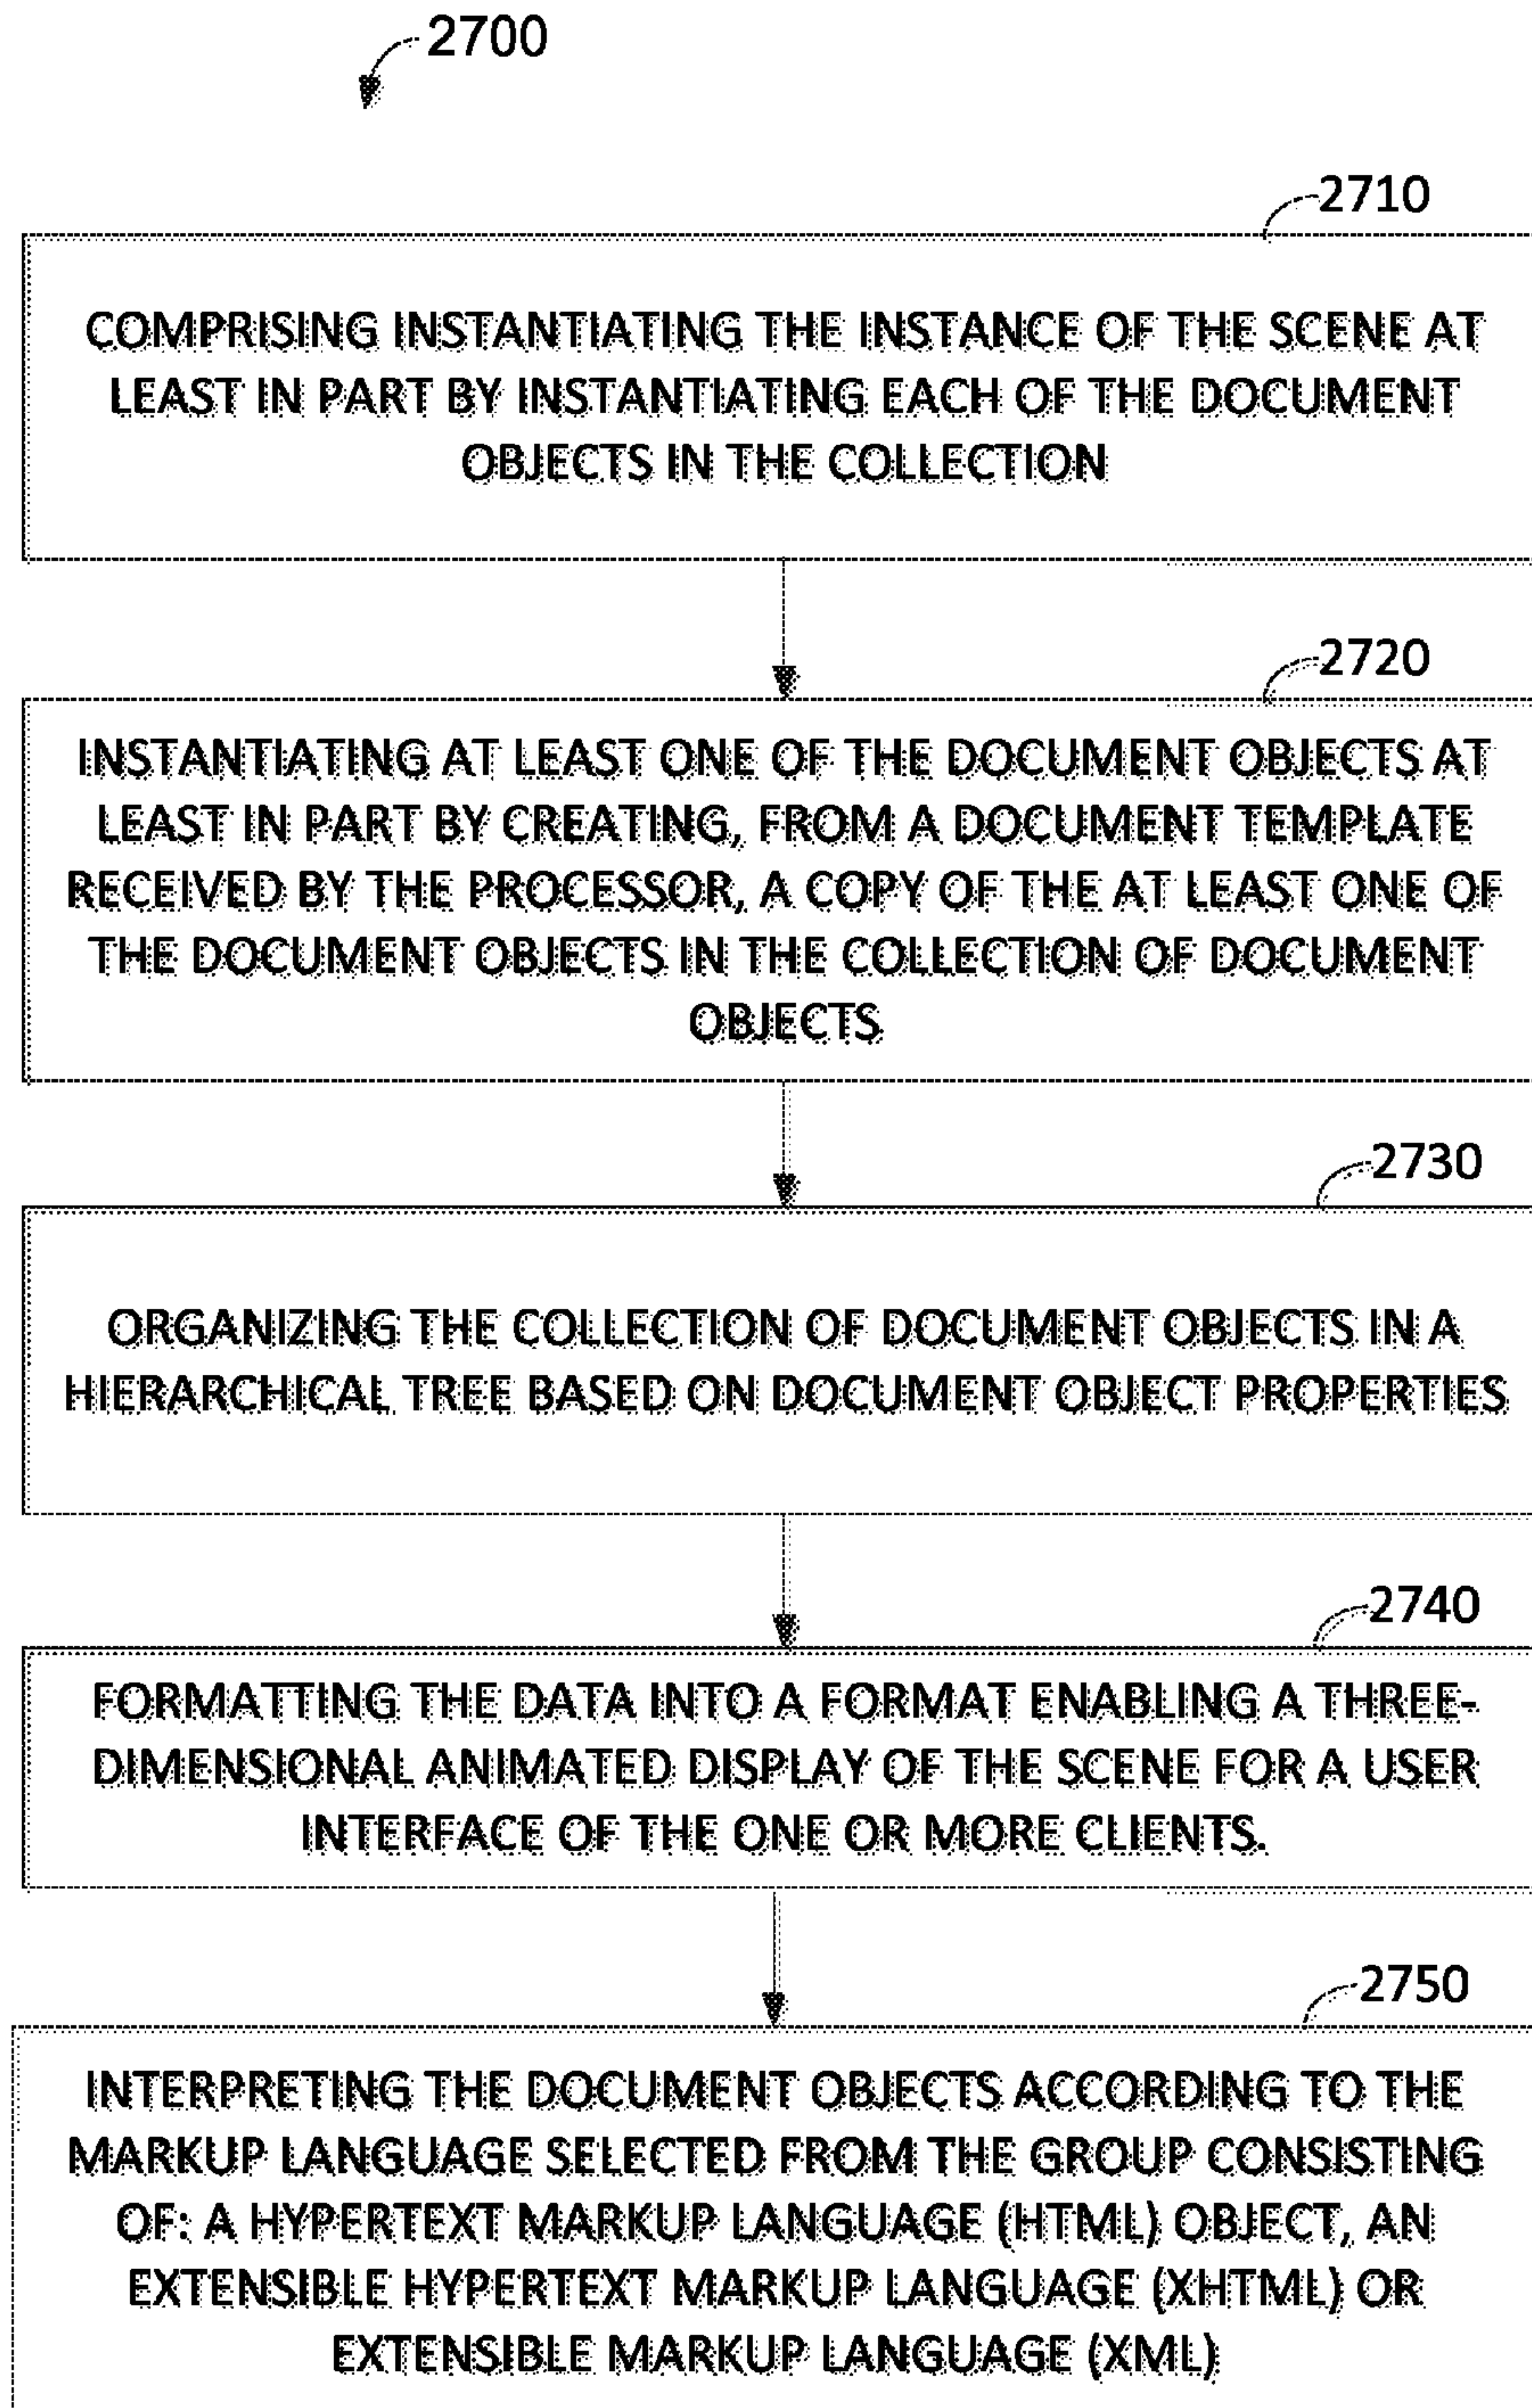 2700
2710
COMPRISING INSTANTIATING THE INSTANCE OF THE SCENE AT
LEAST IN PART BY INSTANTIATING EACH OF THE DOCUMENT
OBJECTS IN THE COLLECTION
2720
INSTANTIATING AT LEAST ONE OF THE DOCUMENT OBJECTS AT
LEAST IN PART BY CREATING, FROM A DOCUMENT TEMPLATE
RECEIVED BY THE PROCESSOR, A COPY OF THE AT LEAST ONE OF
THE DOCUMENT OBJECTS IN THE COLLECTION OF DOCUMENT
OBJECTS
2730
ORGANIZING THE COLLECTION OF DOCUMENT OBJECTS IN A
HIERARCHICAL TREE BASED ON DOCUMENT OBJECT PROPERTIES
2740
FORMATTING THE DATA INTO A FORMAT ENABLING A THREE-
DIMENSIONAL ANIMATED DISPLAY OF THE SCENE FOR A USER
INTERFACE OF THE ONE OR MORE CLIENTS.
2750
INTERPRETING THE DOCUMENT OBJECTS ACCORDING TO THE
MARKUP LANGUAGE SELECTED FROM THE GROUP CONSISTING
OF: A HYPERTEXT MARKUP LANGUAGE (HTML) OBJECT, AN
EXTENSIBLE HYPERTEXT MARKUP LANGUAGE (XHTML) OR
EXTENSIBLE MARKUP LANGUAGE (XML)